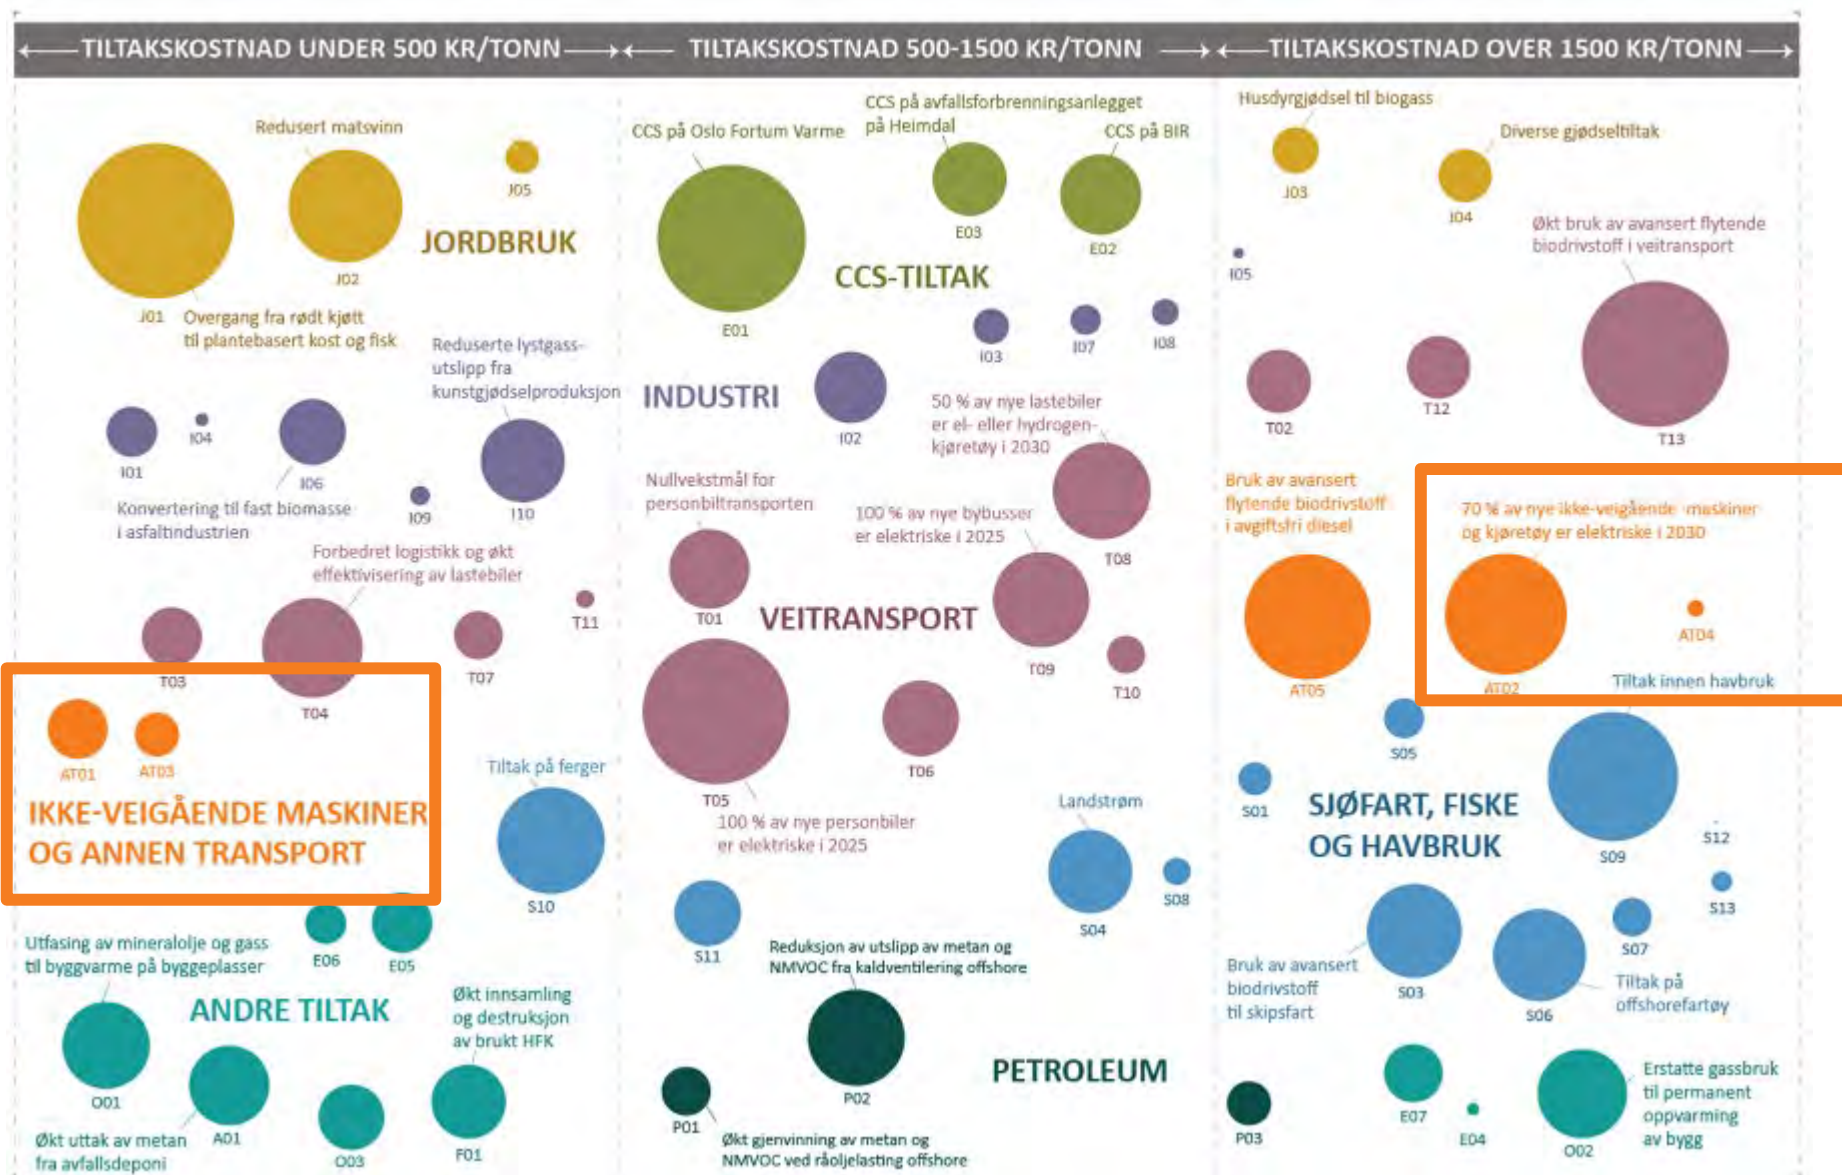 TILTAKSKOSTNAD UNDER 500 KR/TONN
TILTAKSKOSTNAD 500-1500 KR/TONN
TILTAKSKOSTNAD OVER 1500 KR/TONN
Redusert matsvinn
J05
JORDBRUK
J02
J01
Overgang fra rødt kjøtt
til plantebasert kost og fisk
Reduserte lystgass-
utslipp fra
kunstgjødselproduksjon
I01
I04
I06
I09
I10
Konvertering til fast biomasse
i asfaltindustrien
Forbedret logistikk og økt
effektivisering av lastebiler
T03
T04
T07
T11
AT01
AT03
IKKE-VEIGÅENDE MASKINER
OG ANNEN TRANSPORT
Tiltak på ferger
S10
Utfasing av mineralolje og gass
til byggvarme på byggeplasser
E06
E05
ANDRE TILTAK
Økt innsamling
og destruksjon
av brukt HFK
O01
A01
O03
F01
Økt uttak av metan
fra avfallsdeponi
CCS på Oslo Fortum Varme
CCS på avfallsforbrenningsanlegget
på Heimdal
CCS på BIR
E03
E02
CCS-TILTAK
E01
I03
I07
I08
INDUSTRI
I02
50 % av nye lastebiler
er el- eller hydrogen-
kjøretøy i 2030
Nullvekstmål for
personbiltransporten
100 % av nye bybusser
er elektriske i 2025
T08
T01
VEITRANSPORT
T09
T10
T06
T05
100 % av nye personbiler
er elektriske i 2025
Landstrøm
S11
S04
S08
Reduksjon av utslipp av metan og
NMVOC fra kaldventilering offshore
PETROLEUM
P02
P01
Økt gjenvinning av metan og
NMVOC ved råoljelasting offshore
Husdyrgjødsel til biogass
Diverse gjødseltiltak
J03
J04
Økt bruk av avansert flytende
biodrivstoff i veitransport
I05
T02
T12
T13
Bruk av avansert
flytende biodrivstoff
i avgiftsfri diesel
70 % av nye ikke-veigående maskiner
og kjøretøy er elektriske i 2030
AT04
AT05
AT02
Tiltak innen havbruk
S05
S01
SJØFART, FISKE
OG HAVBRUK
S12
S09
S13
S07
Bruk av avansert
biodrivstoff
til skipsfart
S03
S06
Tiltak på
offshorefartøy
P03
E07
E04
O02
Erstatte gassbruk
til permanent
oppvarming
av bygg